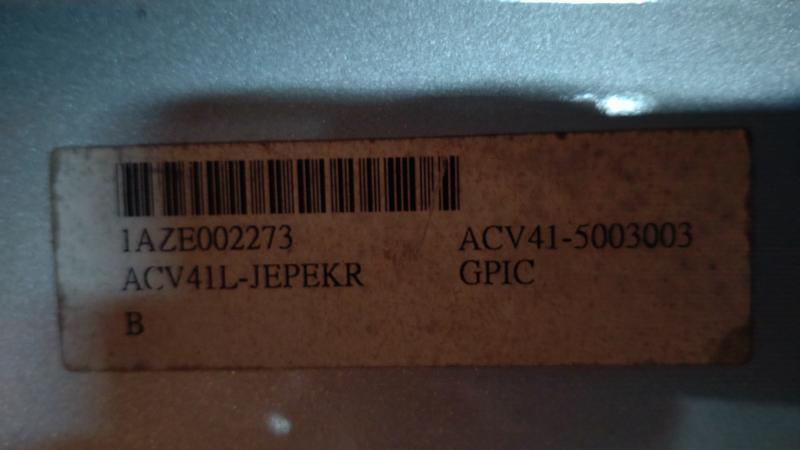 1AZE002273 ACV41-5003003
ACV41L-JEPEKR GPIC
B